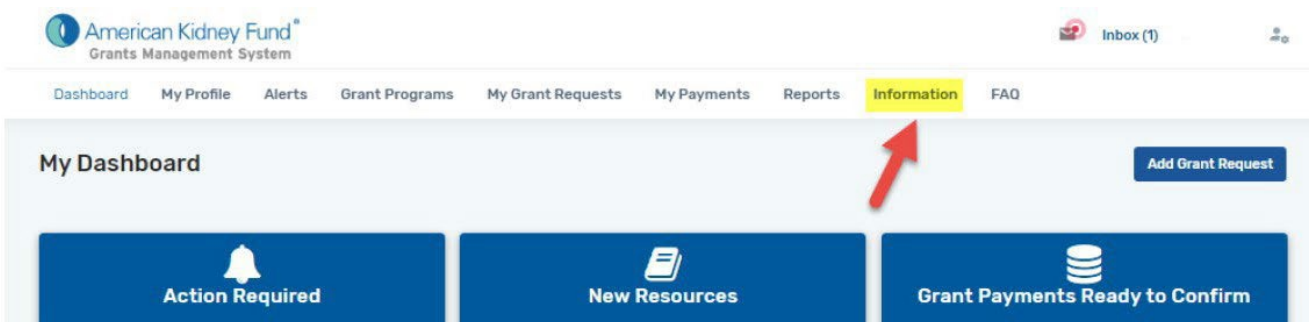 American Kidney Fund®
Grants Management System
Inbox (1)
Dashboard My Profile Alerts Grant Programs My Grant Requests My Payments Reports Information FAQ
My Dashboard
Add Grant Request
Action Required
New Resources
Grant Payments Ready to Confirm